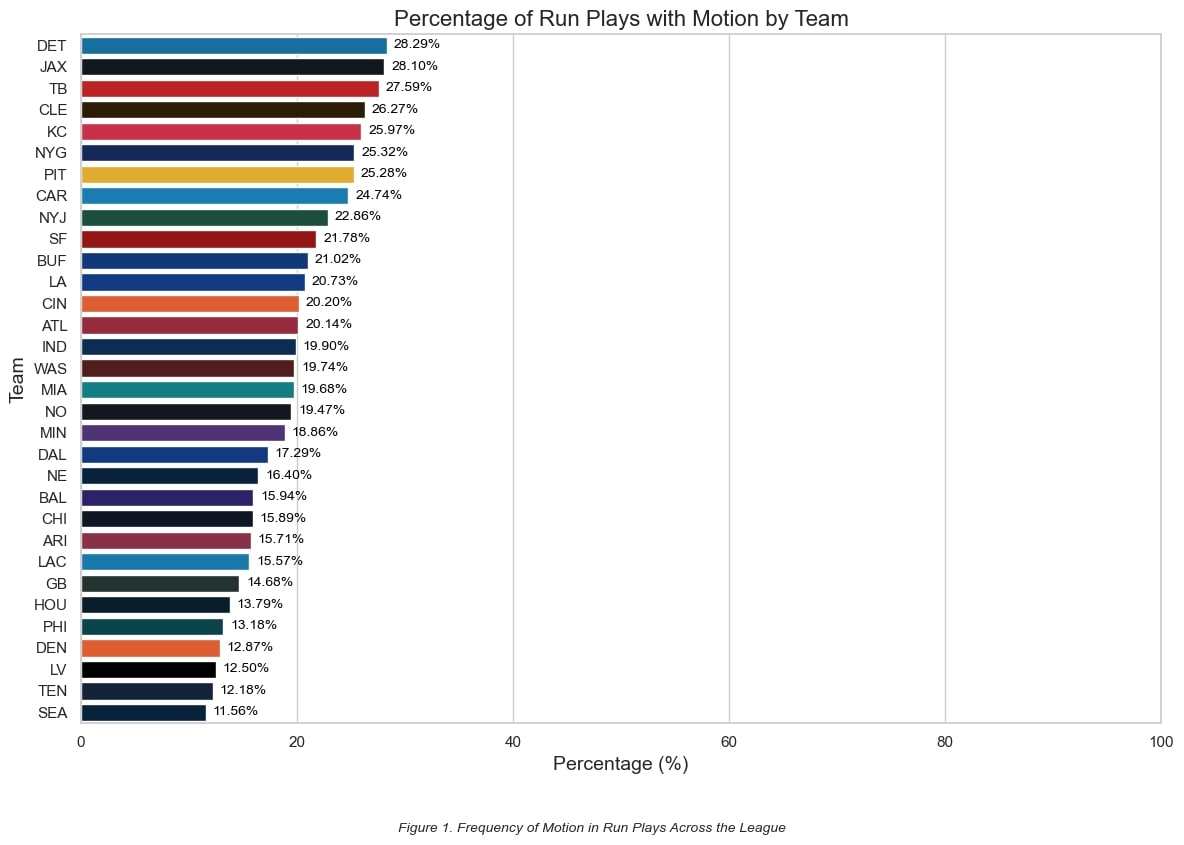 Percentage of Run Plays with Motion by Team
DET 28.29%
JAX 28.10%
TB 27.59%
CLE 26.27%
KC 25.97%
NYG 25.32%
PIT 25.28%
CAR 24.74%
NYJ 22.86%
SF 21.78%
BUF 21.02%
LA 20.73%
CIN 20.20%
ATL 20.14%
IND 19.90%
WAS 19.74%
MIA 19.68%
NO 19.47%
MIN 18.86%
DAL 17.29%
NE 16.40%
BAL 15.94%
CHI 15.89%
ARI 15.71%
LAC 15.57%
GB 14.68%
HOU 13.79%
PHI 13.18%
DEN 12.87%
LV 12.50%
TEN 12.18%
SEA 11.56%
Team
0 20 40 60 80 100
Percentage (%)
Figure 1. Frequency of Motion in Run Plays Across the League